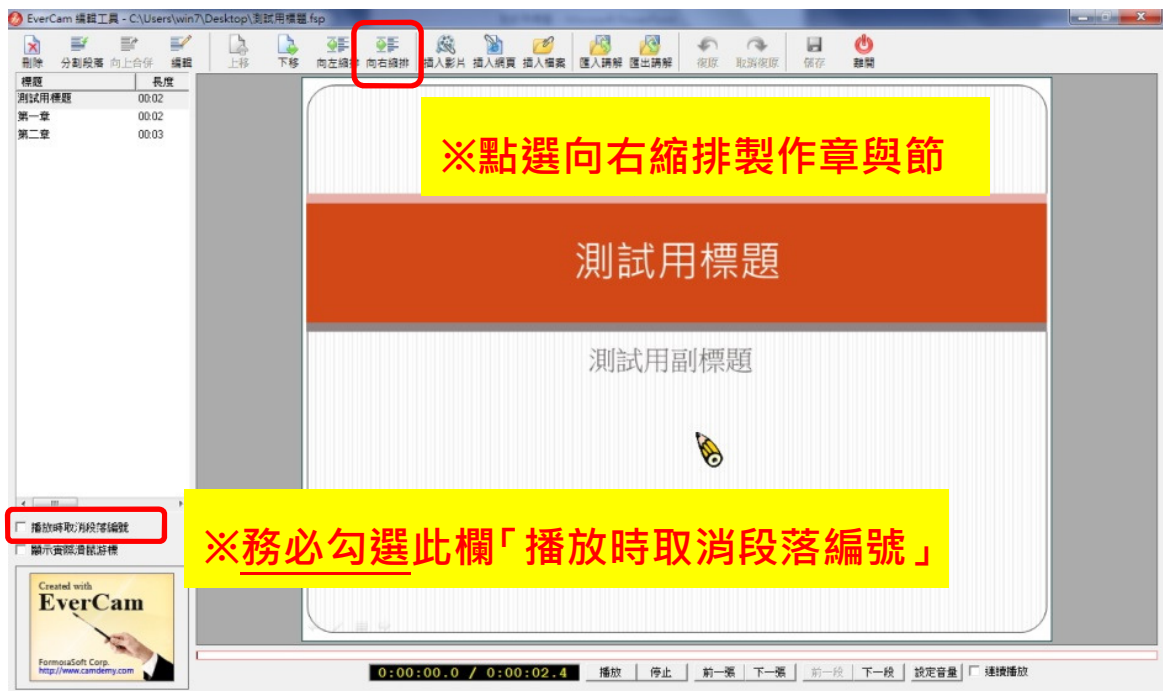 EverCam 編輯工具 - C:\Users\win7\Desktop\測試用標題.fsp
刪除 分割段落 向上合併 編輯 上移 下移 向左縮排 向右縮排 插入影片 插入網頁 插入檔案 匯入講解 匯出講解 復原 取消復原 儲存 離開
標題 長度
測試用標題 00:02
第一章 00:02
第二章 00:03
※點選向右縮排製作章與節
測試用標題
測試用副標題
播放時取消段落編號
顯示實際滑鼠游標
※務必勾選此欄「播放時取消段落編號」
Created with
EverCam
FormosaSoft Corp.
http://www.camdemy.com
0:00:00.0 / 0:00:02.4 播放 停止 前一張 下一張 前一段 下一段 設定音量 連續播放